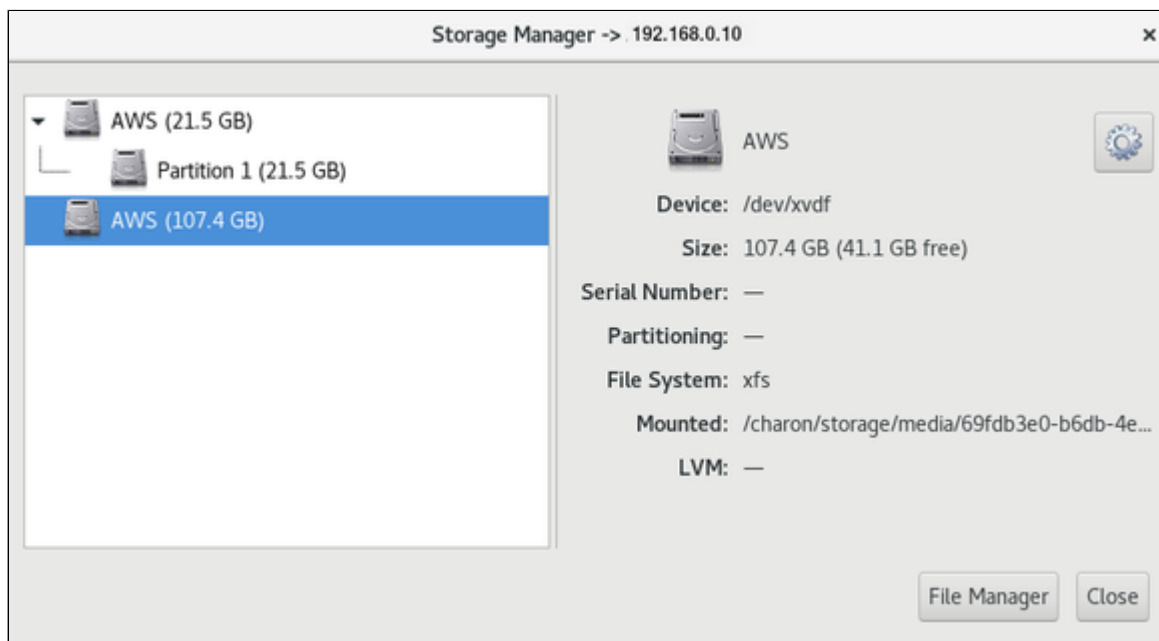 Storage Manager -> 192.168.0.10 ×
AWS (21.5 GB)
Partition 1 (21.5 GB)
AWS (107.4 GB)
AWS
Device: /dev/xvdf
Size: 107.4 GB (41.1 GB free)
Serial Number: —
Partitioning: —
File System: xfs
Mounted: /charon/storage/media/69fdb3e0-b6db-4e...
LVM: —
File Manager Close